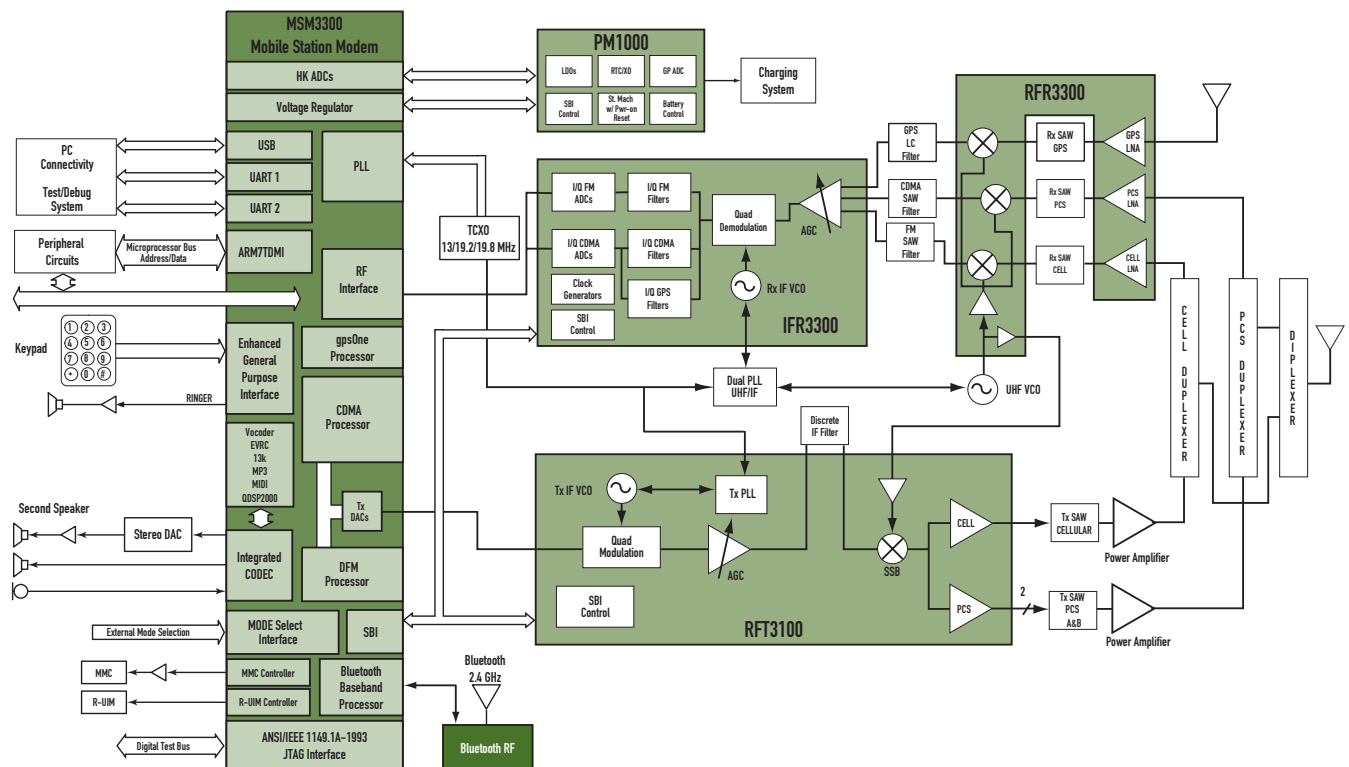 MSM3300
Mobile Station Modem
HK ADCs
Voltage Regulator
USB
UART 1
UART 2
PLL
ARM7TDMI
RF
Interface
Enhanced
General
Purpose
Interface
gpsOne
Processor
CDMA
Processor
Vocoder
EVRC
13k
MP3
MIDI
QDSP2000
Tx
DACs
Integrated
CODEC
DFM
Processor
MODE Select
Interface
SBI
MMC Controller
R-UIM Controller
Bluetooth
Baseband
Processor
ANSI/IEEE 1149.1A-1993
JTAG Interface
PC
Connectivity
Test/Debug
System
Peripheral
Circuits
Microprocessor Bus
Address/Data
Keypad
1 2 3
4 5 6
7 8 9
* 0 #
RINGER
Second Speaker
Stereo DAC
External Mode Selection
MMC
R-UIM
Digital Test Bus
PM1000
LDOs
RTC/XO
GP ADC
SBI
Control
St. Mach
w/ Pwr-on
Reset
Battery
Control
Charging
System
TCXO
13/19.2/19.8 MHz
I/Q FM
ADCs
I/Q FM
Filters
I/Q CDMA
ADCs
I/Q CDMA
Filters
Clock
Generators
I/Q GPS
Filters
SBI
Control
Quad
Demodulation
AGC
Rx IF VCO
IFR3300
GPS
LC
Filter
CDMA
SAW
Filter
FM
SAW
Filter
RFR3300
Rx SAW
GPS
GPS
LNA
Rx SAW
PCS
PCS
LNA
Rx SAW
CELL
CELL
LNA
Dual PLL
UHF/IF
UHF VCO
CELL DUPLEXER
PCS DUPLEXER
DIPLEXER
Discrete
IF Filter
Tx IF VCO
Tx PLL
Quad
Modulation
AGC
SBI
Control
SSB
CELL
PCS
RFT3100
2
Tx SAW
CELLULAR
Power Amplifier
Tx SAW
PCS
A&B
Power Amplifier
Bluetooth
2.4 GHz
Bluetooth RF